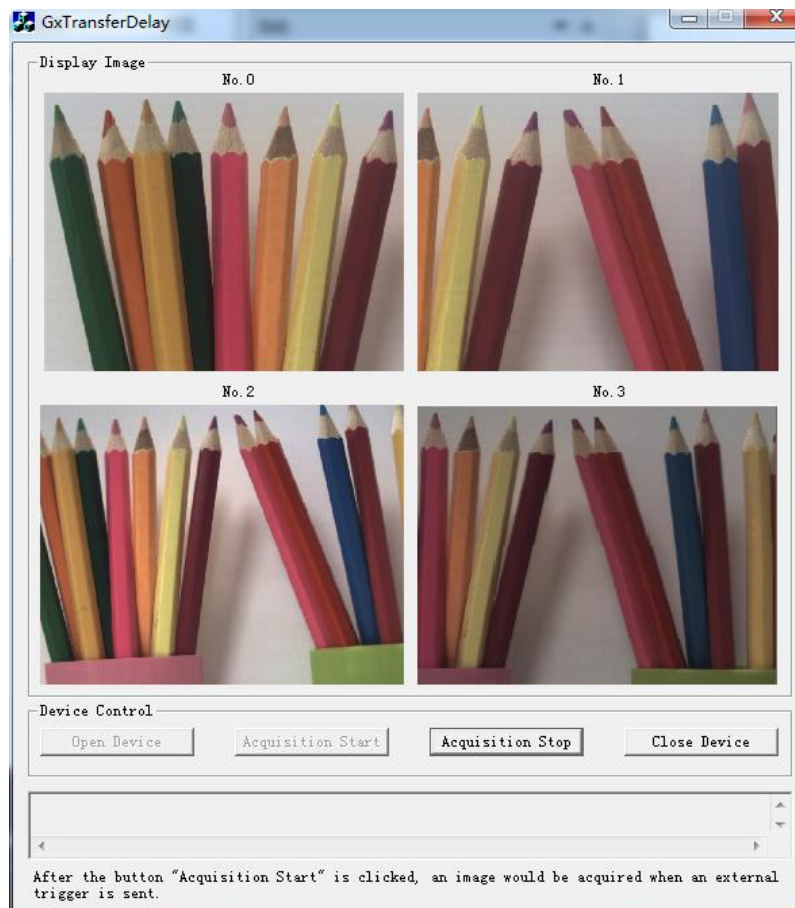 GxTransferDelay
Display Image
No.0
No.1
No.2
No.3
Device Control
Open Device
Acquisition Start
Acquisition Stop
Close Device
After the button "Acquisition Start" is clicked, an image would be acquired when an external
trigger is sent.